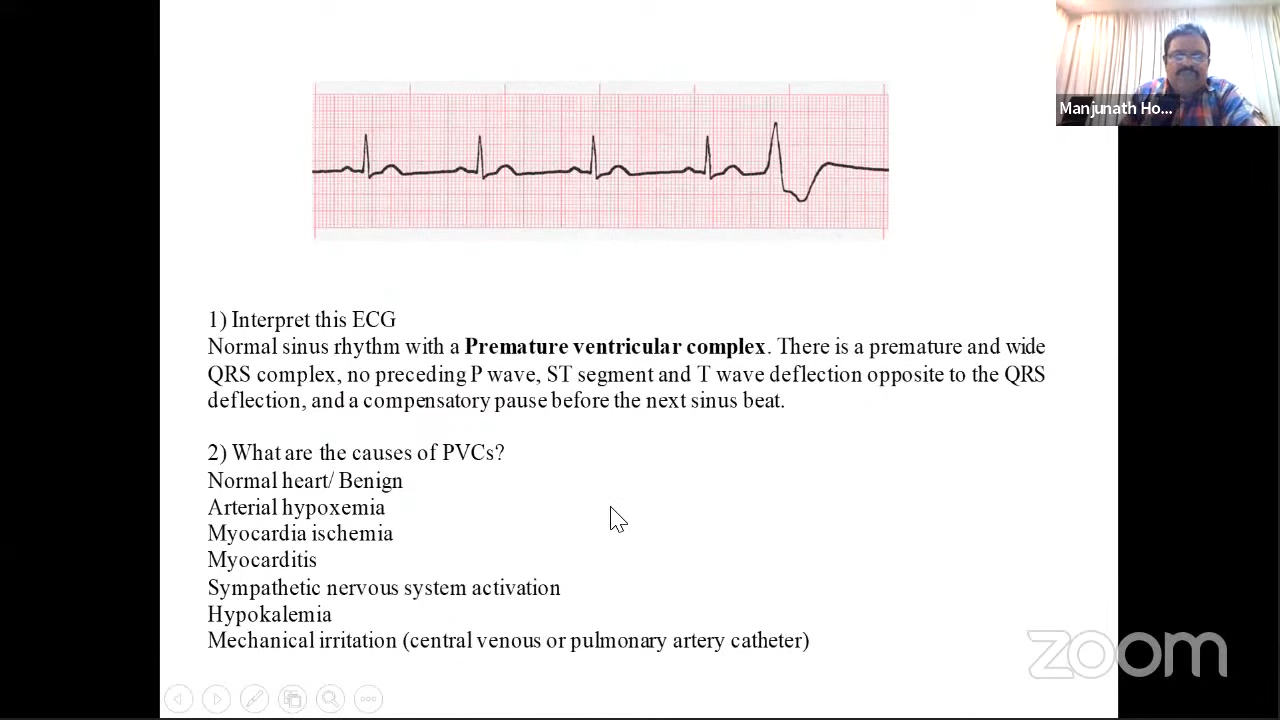 Manjunath Ho...
1) Interpret this ECG
Normal sinus rhythm with a Premature ventricular complex. There is a premature and wide
QRS complex, no preceding P wave, ST segment and T wave deflection opposite to the QRS
deflection, and a compensatory pause before the next sinus beat.
2) What are the causes of PVCs?
Normal heart/ Benign
Arterial hypoxemia
Myocardia ischemia
Myocarditis
Sympathetic nervous system activation
Hypokalemia
Mechanical irritation (central venous or pulmonary artery catheter)
zoom